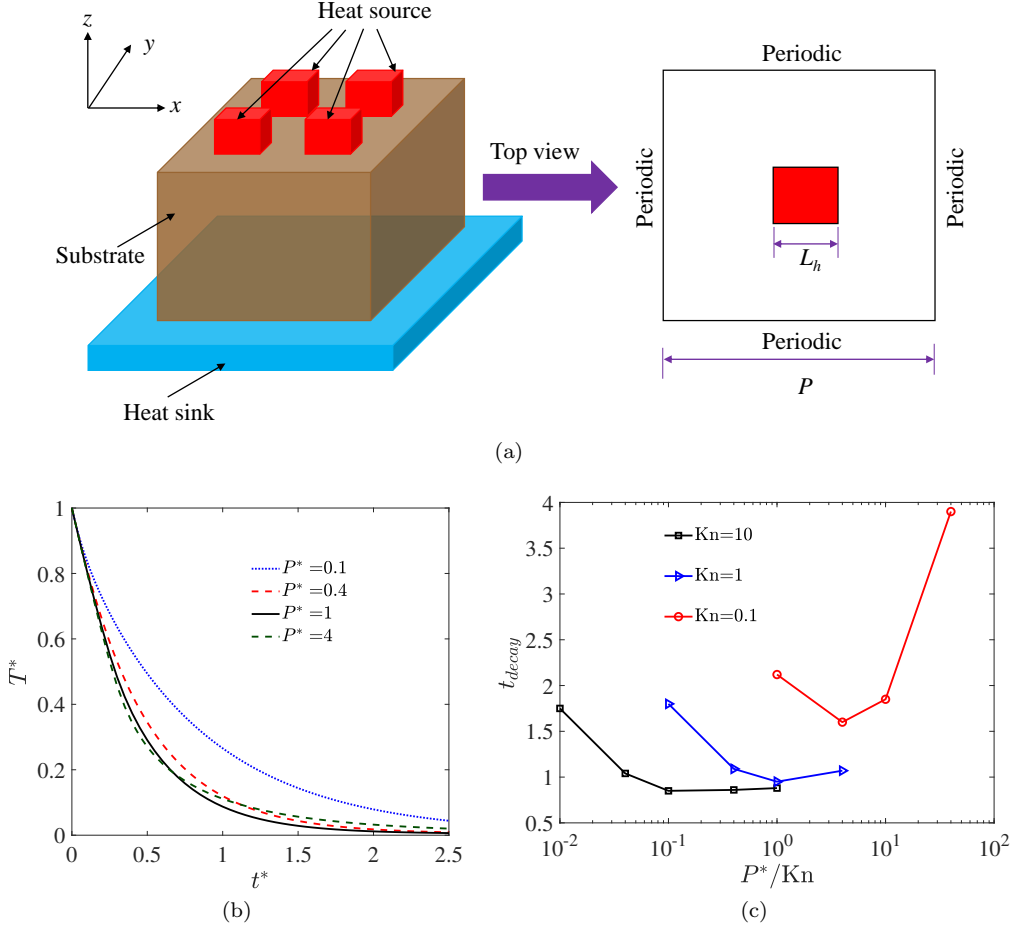 Heat source
z
y
x
Substrate
Heat sink
Top view
Periodic
Periodic
Periodic
L_h
Periodic
P
(a)
1
0.8
0.6
0.4
0.2
0
T*
0
0.5
1
1.5
2
2.5
t*
P* =0.1
P* =0.4
P* =1
P* =4
(b)
4
3.5
3
2.5
2
1.5
1
0.5
t_decay
10^-2
10^-1
10^0
10^1
10^2
P*/Kn
Kn=10
Kn=1
Kn=0.1
(c)